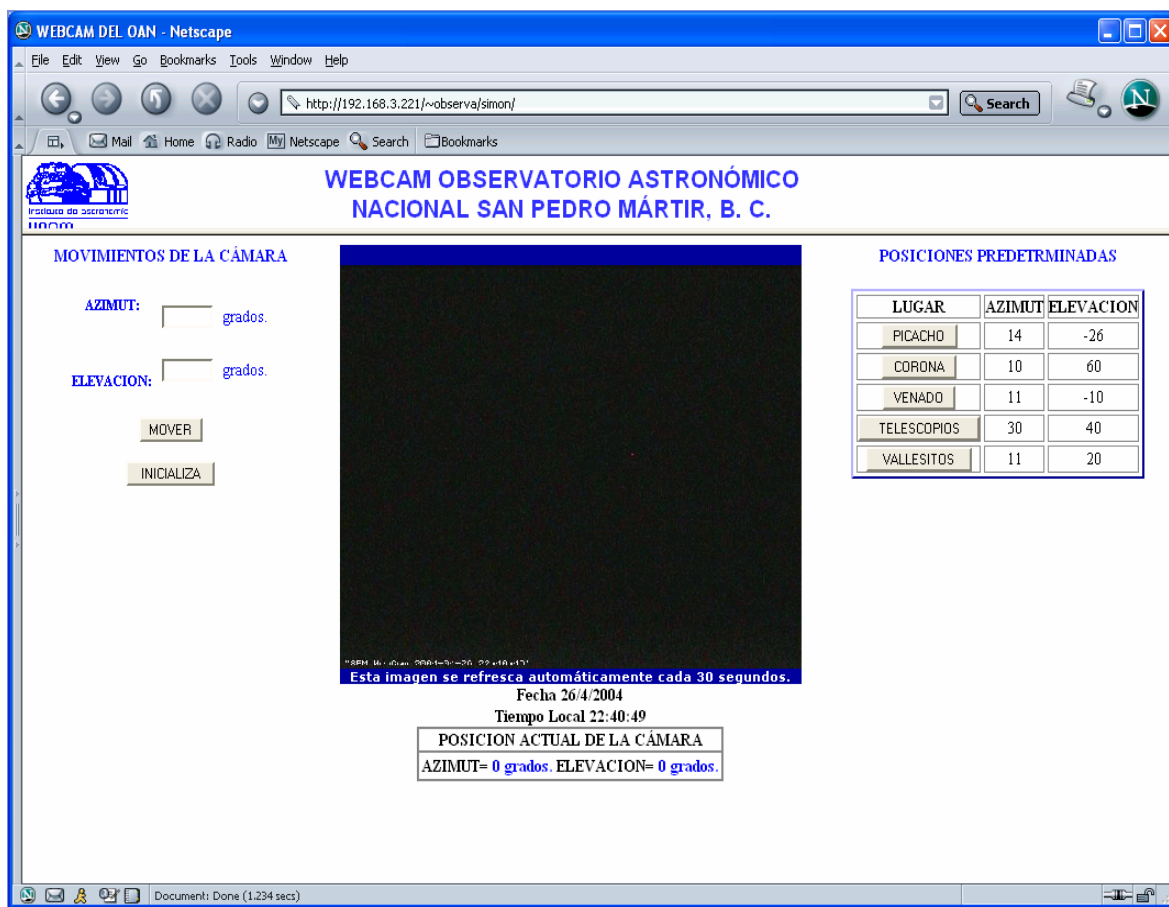 WEBCAM DEL OAN - Netscape
File Edit View Go Bookmarks Tools Window Help
http://192.168.3.221/~observa/simon/
Search
Mail Home Radio My Netscape Search Bookmarks
WEBCAM OBSERVATORIO ASTRONÓMICO
NACIONAL SAN PEDRO MÁRTIR, B. C.
MOVIMIENTOS DE LA CÁMARA
AZIMUT: grados.
ELEVACION: grados.
MOVER
INICIALIZA
Esta imagen se refresca automáticamente cada 30 segundos.
Fecha 26/4/2004
Tiempo Local 22:40:49
POSICION ACTUAL DE LA CÁMARA
AZIMUT= 0 grados. ELEVACION= 0 grados.
POSICIONES PREDETRMINADAS
LUGAR AZIMUT ELEVACION
PICACHO 14 -26
CORONA 10 60
VENADO 11 -10
TELESCOPIOS 30 40
VALLESITOS 11 20
Document: Done (1.234 secs)